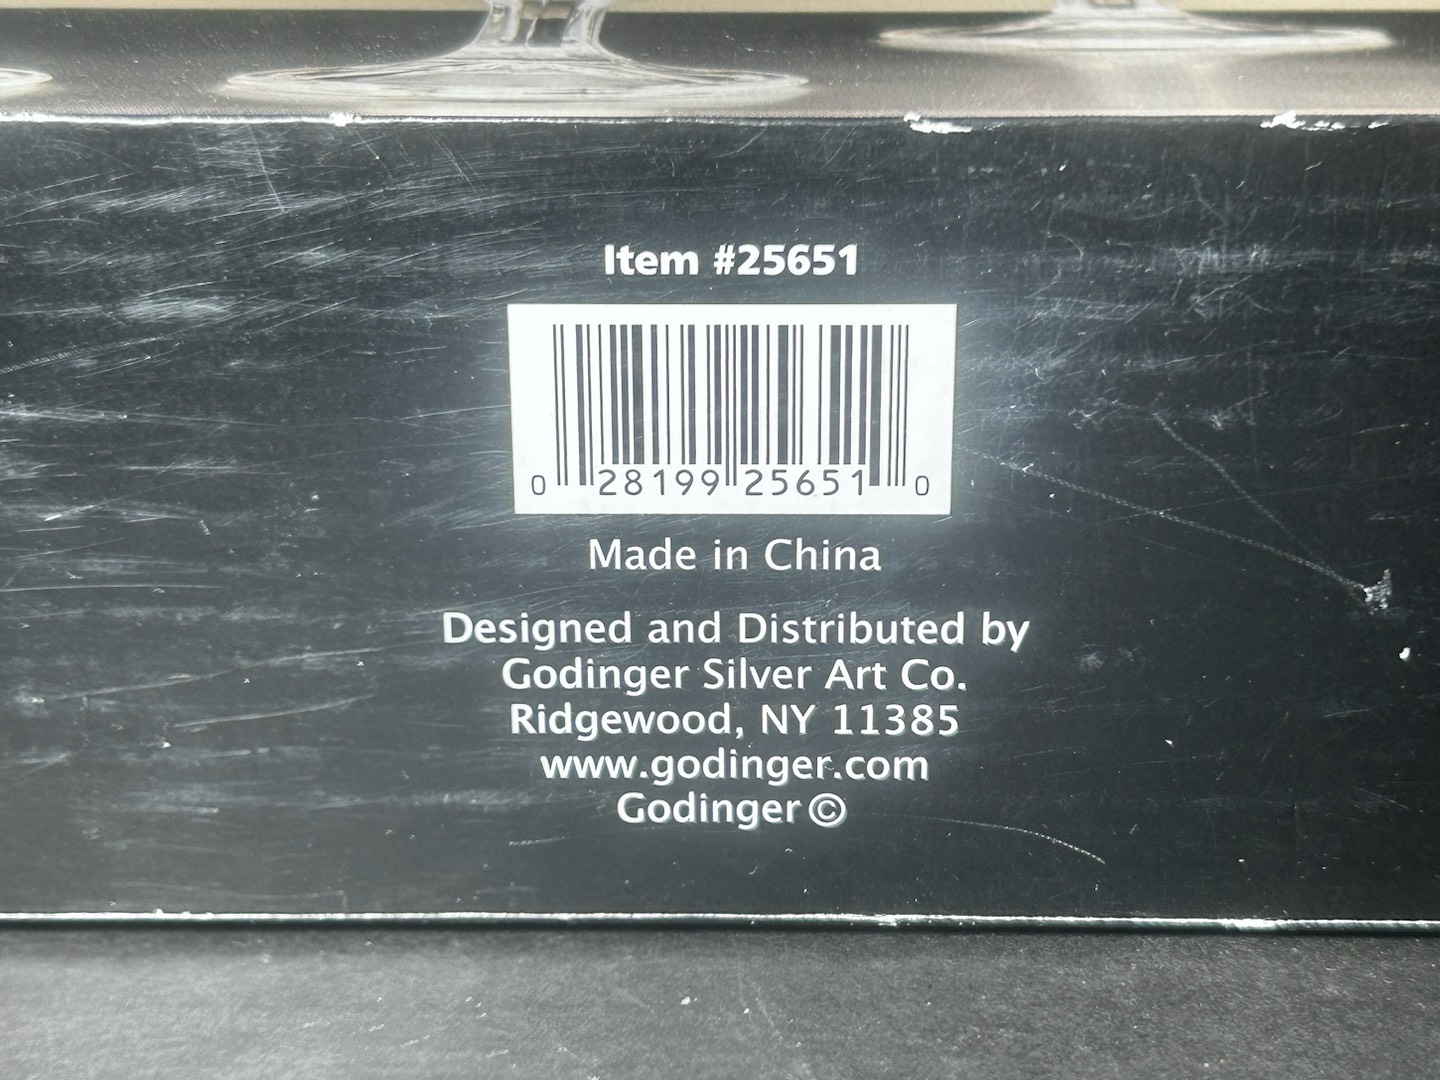 Item #25651
0 28199 25651 0
Made in China
Designed and Distributed by
Godinger Silver Art Co.
Ridgewood, NY 11385
www.godinger.com
Godinger©